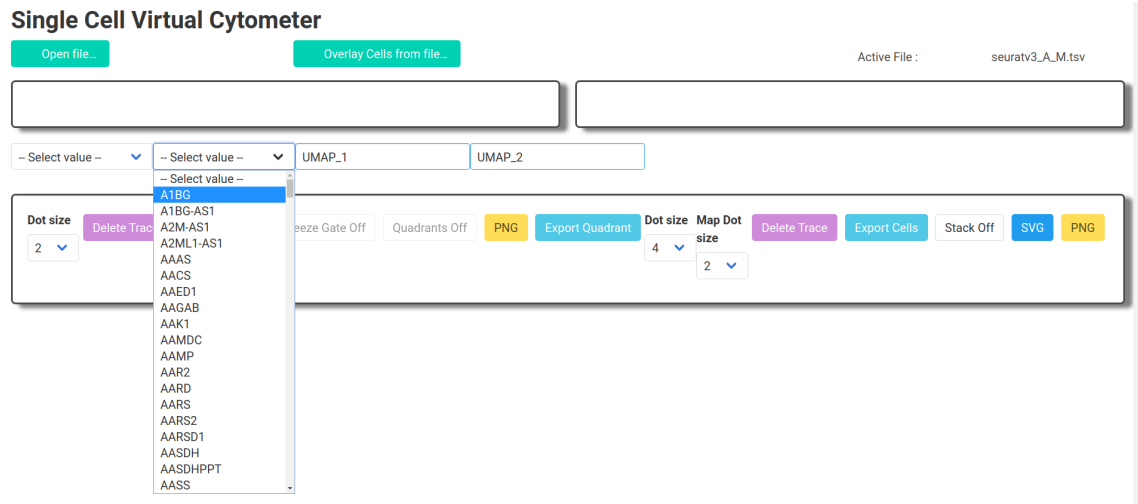 Single Cell Virtual Cytometer
Open file...
Overlay Cells from file...
Active File :
seuratv3_A_M.tsv
-- Select value --
-- Select value --
UMAP_1
UMAP_2
-- Select value --
A1BG
A1BG-AS1
A2M-AS1
A2ML1-AS1
AAAS
AACS
AAED1
AAGAB
AAK1
AAMDC
AAMP
AAR2
AARD
AARS
AARS2
AARSD1
AASDH
AASDHPPT
AASS
Dot size
2
Delete Trac
eeze Gate Off
Quadrants Off
PNG
Export Quadrant
Dot size
4
Map Dot
size
2
Delete Trace
Export Cells
Stack Off
SVG
PNG